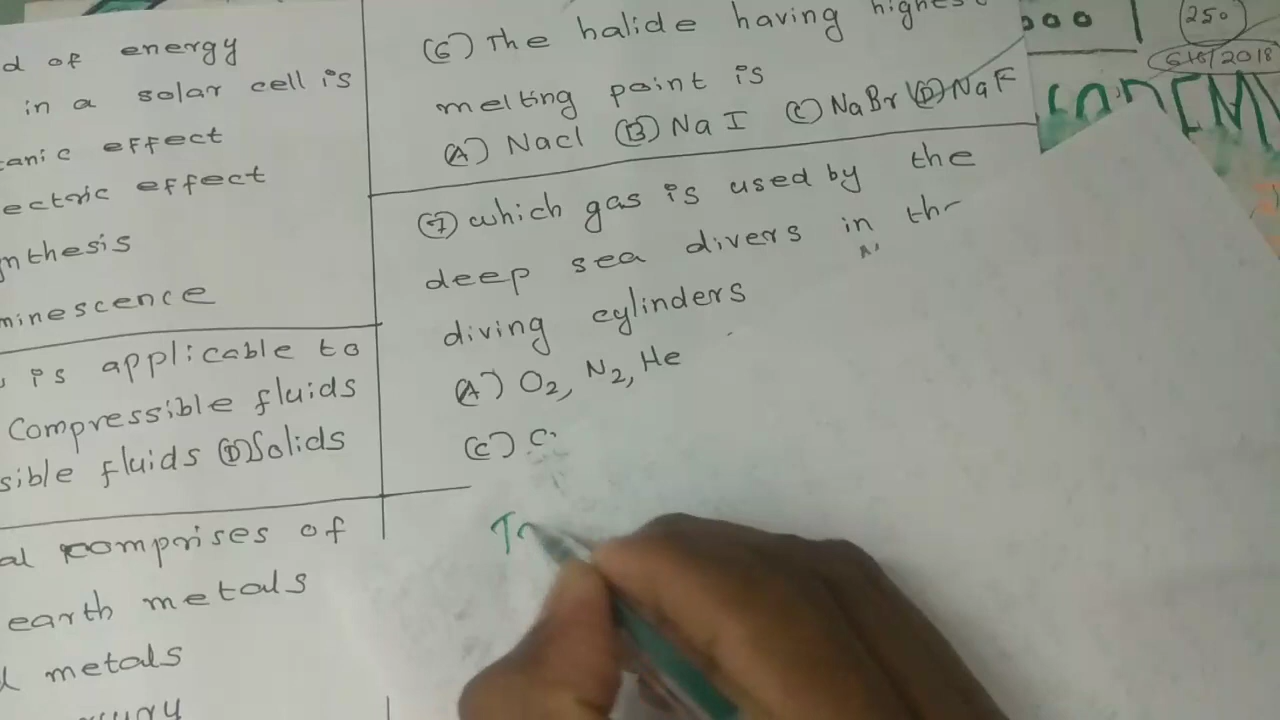 d of energy
in a solar cell is
anic effect
ectric effect
nthesis
minescence
is applicable to
Compressible fluids
sible fluids (D) Solids
al comprises of
earth metals
metals
(6) The halide having highest
melting point is
(A) Nacl (B) NaI (C) NaBr (D) NaF
(7) which gas is used by the
deep sea divers in the
diving cylinders
(A) O2, N2, He
(C) C
000
250
6/8/2018